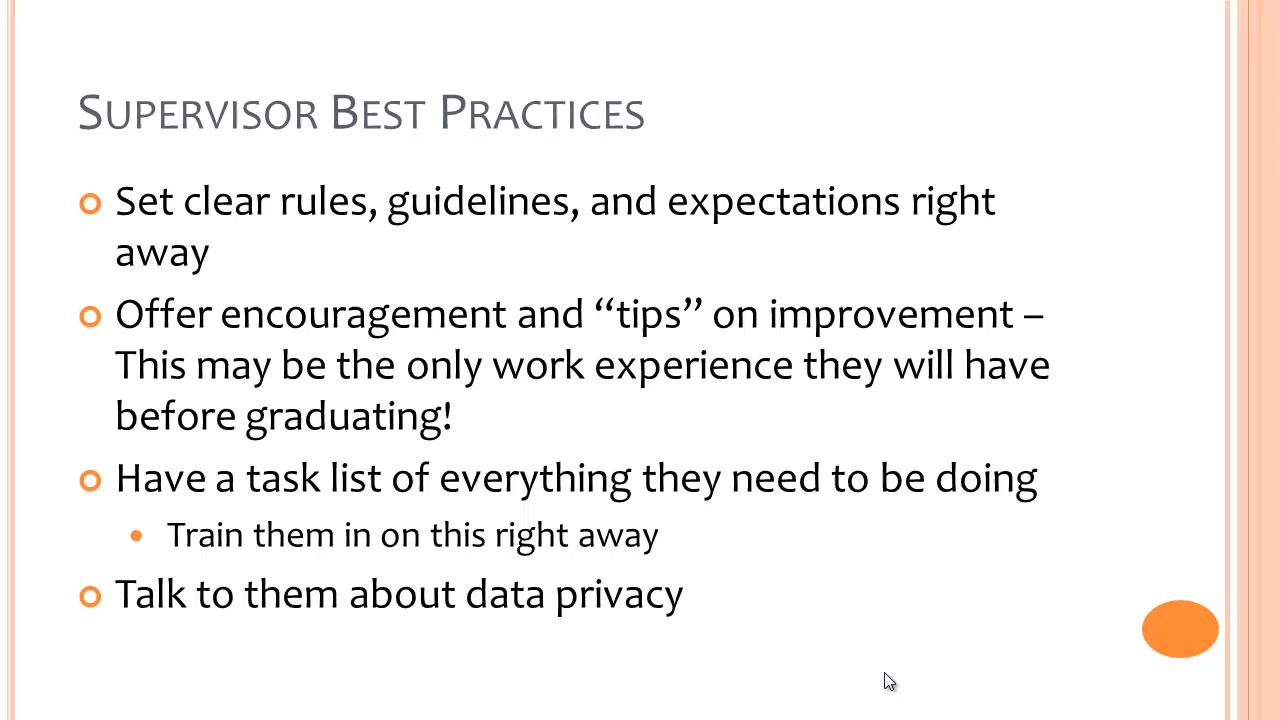 Supervisor Best Practices
Set clear rules, guidelines, and expectations right
away
Offer encouragement and “tips” on improvement –
This may be the only work experience they will have
before graduating!
Have a task list of everything they need to be doing
Train them in on this right away
Talk to them about data privacy